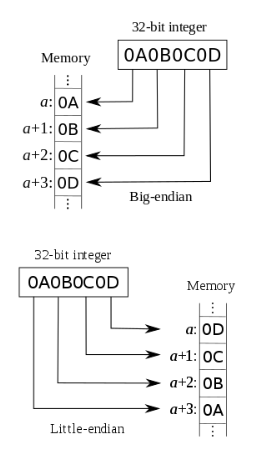 32-bit integer
0A0B0C0D
Memory
a: 0A
a+1: 0B
a+2: 0C
a+3: 0D
Big-endian
32-bit integer
0A0B0C0D
Memory
a: 0D
a+1: 0C
a+2: 0B
a+3: 0A
Little-endian